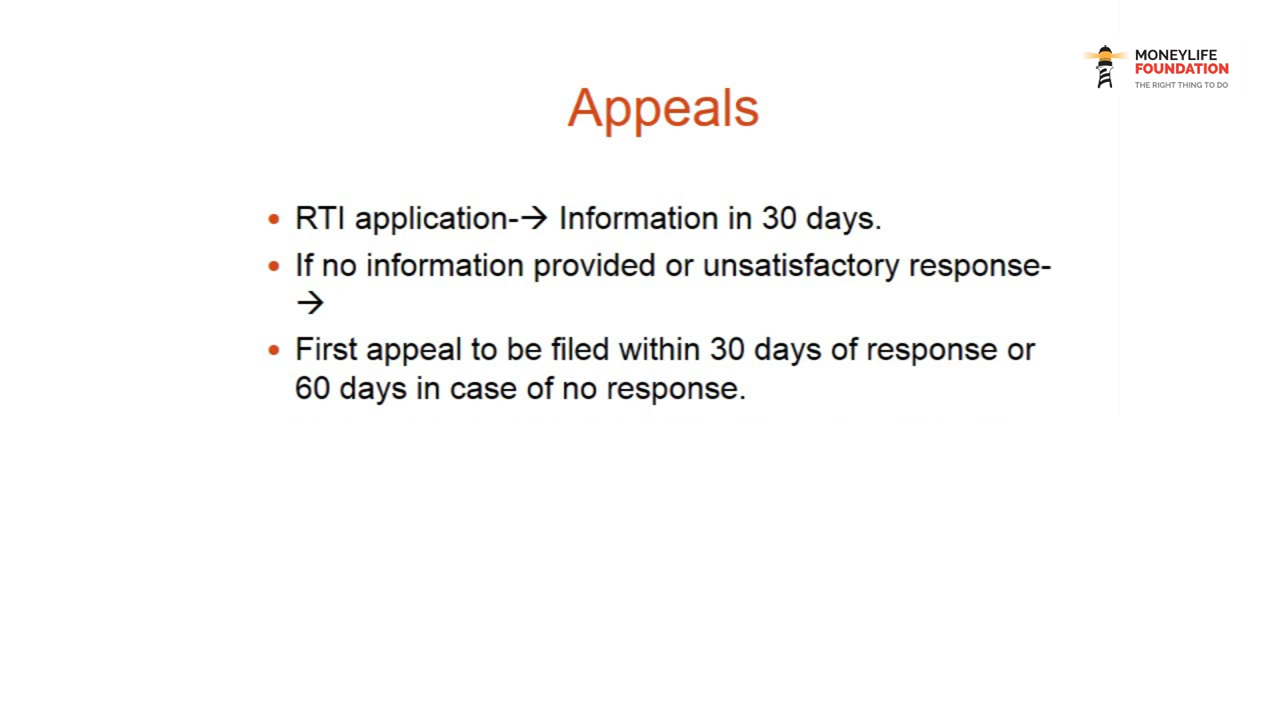 MONEYLIFE
FOUNDATION
THE RIGHT THING TO DO
Appeals
• RTI application-→ Information in 30 days.
• If no information provided or unsatisfactory response-
→
• First appeal to be filed within 30 days of response or
60 days in case of no response.